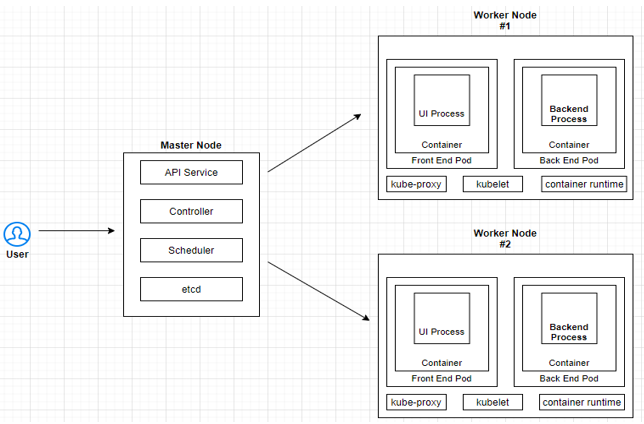 Worker Node
#1
UI Process
Container
Front End Pod
Backend
Process
Container
Back End Pod
kube-proxy
kubelet
container runtime
Master Node
API Service
Controller
Scheduler
etcd
User
Worker Node
#2
UI Process
Container
Front End Pod
Backend
Process
Container
Back End Pod
kube-proxy
kubelet
container runtime